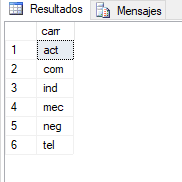 Resultados Mensajes
carr
1 act
2 com
3 ind
4 mec
5 neg
6 tel